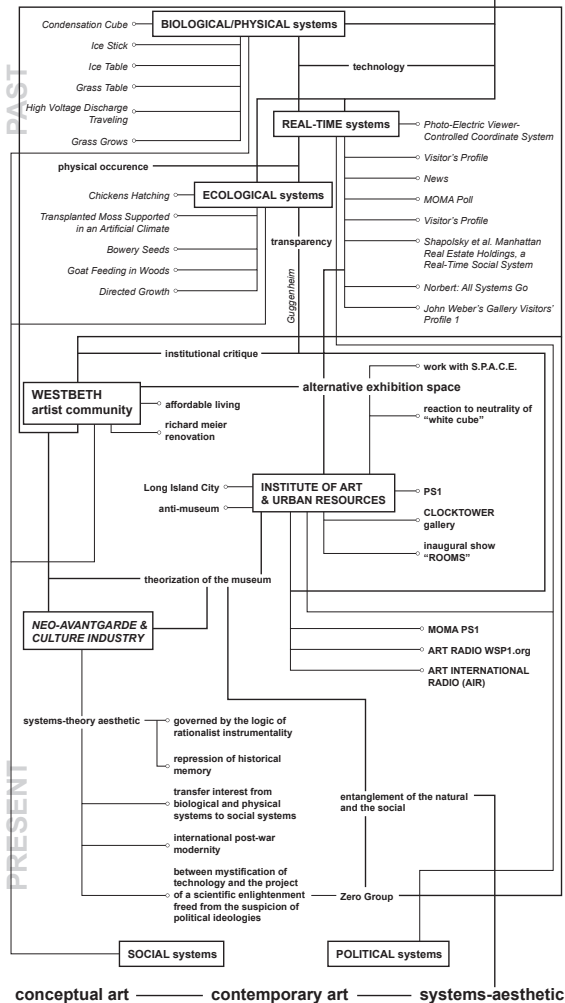 Condensation Cube
BIOLOGICAL/PHYSICAL systems
Ice Stick
Ice Table
technology
Grass Table
High Voltage Discharge
Traveling
Grass Grows
PAST
REAL-TIME systems
Photo-Electric Viewer-
Controlled Coordinate System
Visitor's Profile
News
MOMA Poll
Visitor's Profile
Shapolsky et al. Manhattan
Real Estate Holdings, a
Real-Time Social System
Norbert: All Systems Go
John Weber's Gallery Visitors'
Profile 1
physical occurence
ECOLOGICAL systems
Chickens Hatching
Transplanted Moss Supported
in an Artificial Climate
Bowery Seeds
Goat Feeding in Woods
Directed Growth
transparency
Guggenheim
institutional critique
work with S.P.A.C.E.
WESTBETH
artist community
alternative exhibition space
affordable living
richard meier
renovation
reaction to neutrality of
"white cube"
Long Island City
anti-museum
INSTITUTE OF ART
& URBAN RESOURCES
PS1
CLOCKTOWER
gallery
inaugural show
"ROOMS"
theorization of the museum
NEO-AVANTGARDE &
CULTURE INDUSTRY
MOMA PS1
ART RADIO WSP1.org
ART INTERNATIONAL
RADIO (AIR)
systems-theory aesthetic
governed by the logic of
rationalist instrumentality
repression of historical
memory
transfer interest from
biological and physical
systems to social systems
entanglement of the natural
and the social
international post-war
modernity
PRESENT
between mystification of
technology and the project
of a scientific enlightenment
freed from the suspicion of
political ideologies
Zero Group
SOCIAL systems
POLITICAL systems
conceptual art
contemporary art
systems-aesthetic